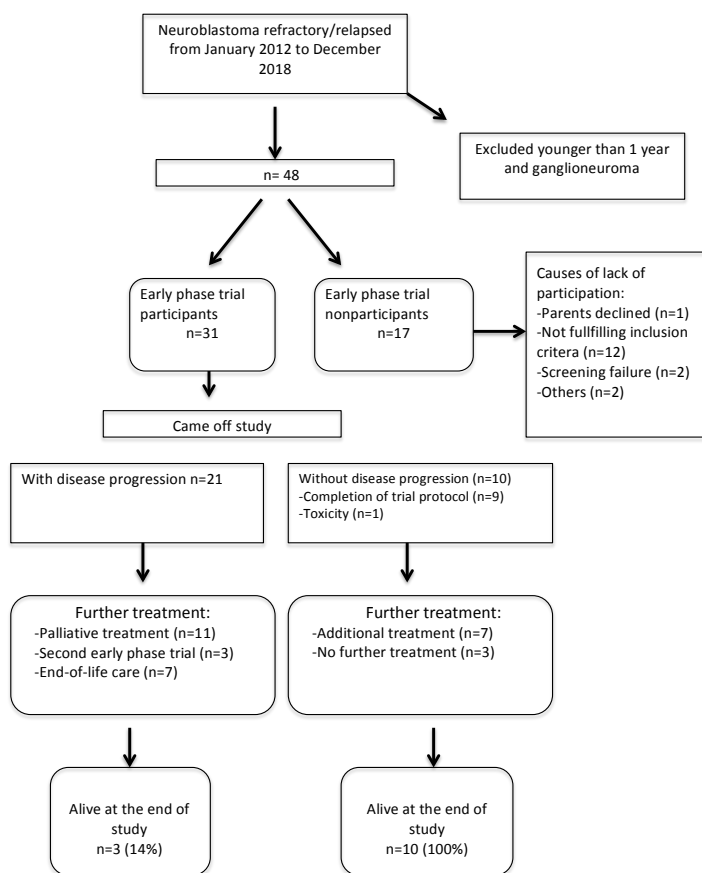 Neuroblastoma refractory/relapsed
from January 2012 to December
2018
Excluded younger than 1 year
and ganglioneuroma
n= 48
Early phase trial
participants
n=31
Early phase trial
nonparticipants
n=17
Causes of lack of
participation:
-Parents declined (n=1)
-Not fullfilling inclusion
critera (n=12)
-Screening failure (n=2)
-Others (n=2)
Came off study
With disease progression n=21
Without disease progression (n=10)
-Completion of trial protocol (n=9)
-Toxicity (n=1)
Further treatment:
-Palliative treatment (n=11)
-Second early phase trial (n=3)
-End-of-life care (n=7)
Further treatment:
-Additional treatment (n=7)
-No further treatment (n=3)
Alive at the end of
study
n=3 (14%)
Alive at the end of
study
n=10 (100%)